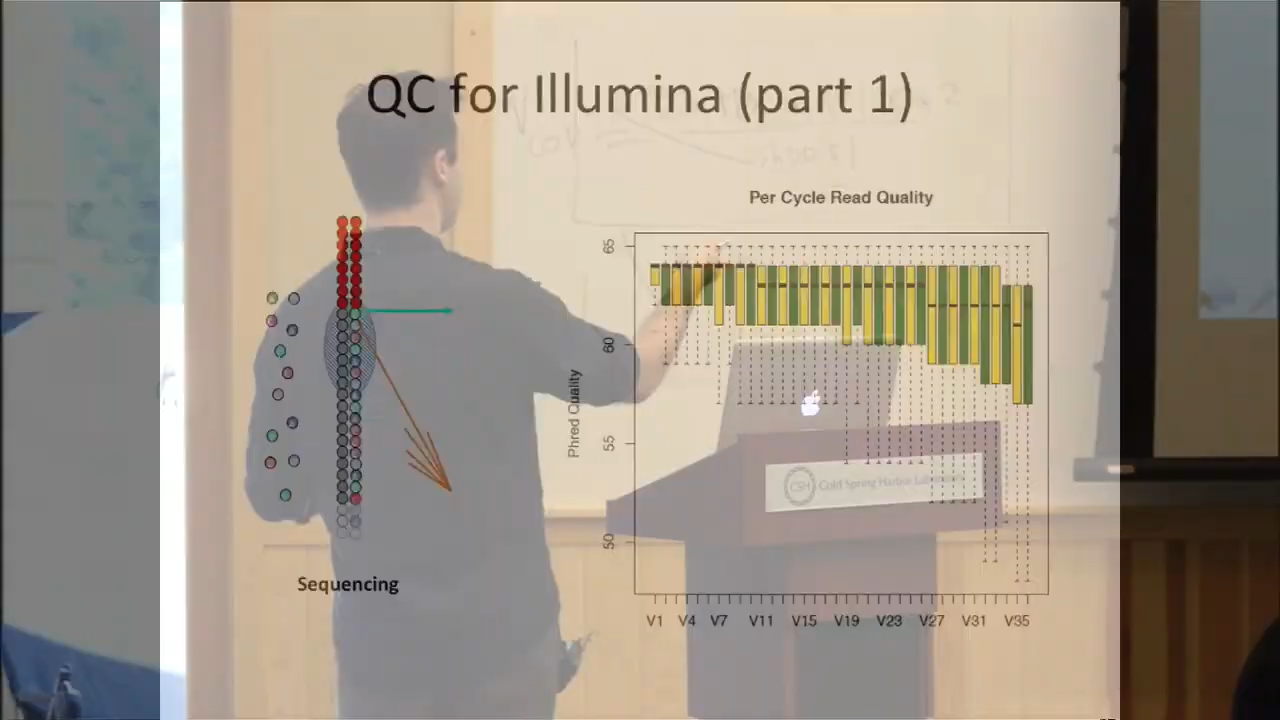 QC for Illumina (part 1)
Per Cycle Read Quality
Phred Quality
65
60
55
50
V1 V4 V7 V11 V15 V19 V23 V27 V31 V35
Sequencing
CSH Cold Spring Harbor